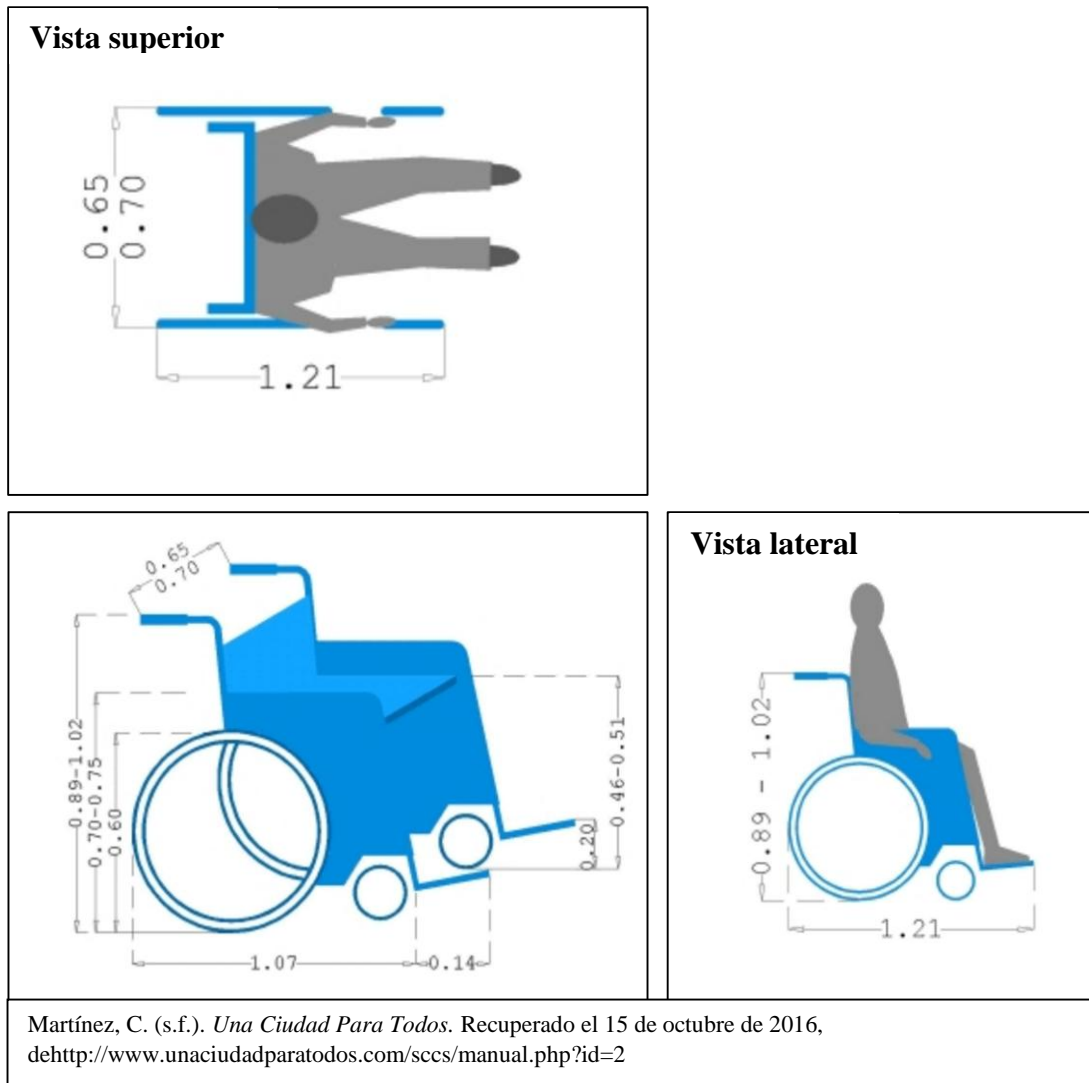 Vista superior
0.65
0.70
1.21
0.65
0.70
0.89-1.02
0.70-0.75
0.60
0.46-0.51
0.20
1.07
0.14
Vista lateral
0.89 - 1.02
1.21
Martínez, C. (s.f.). Una Ciudad Para Todos. Recuperado el 15 de octubre de 2016,
dehttp://www.unaciudadparatodos.com/sccs/manual.php?id=2